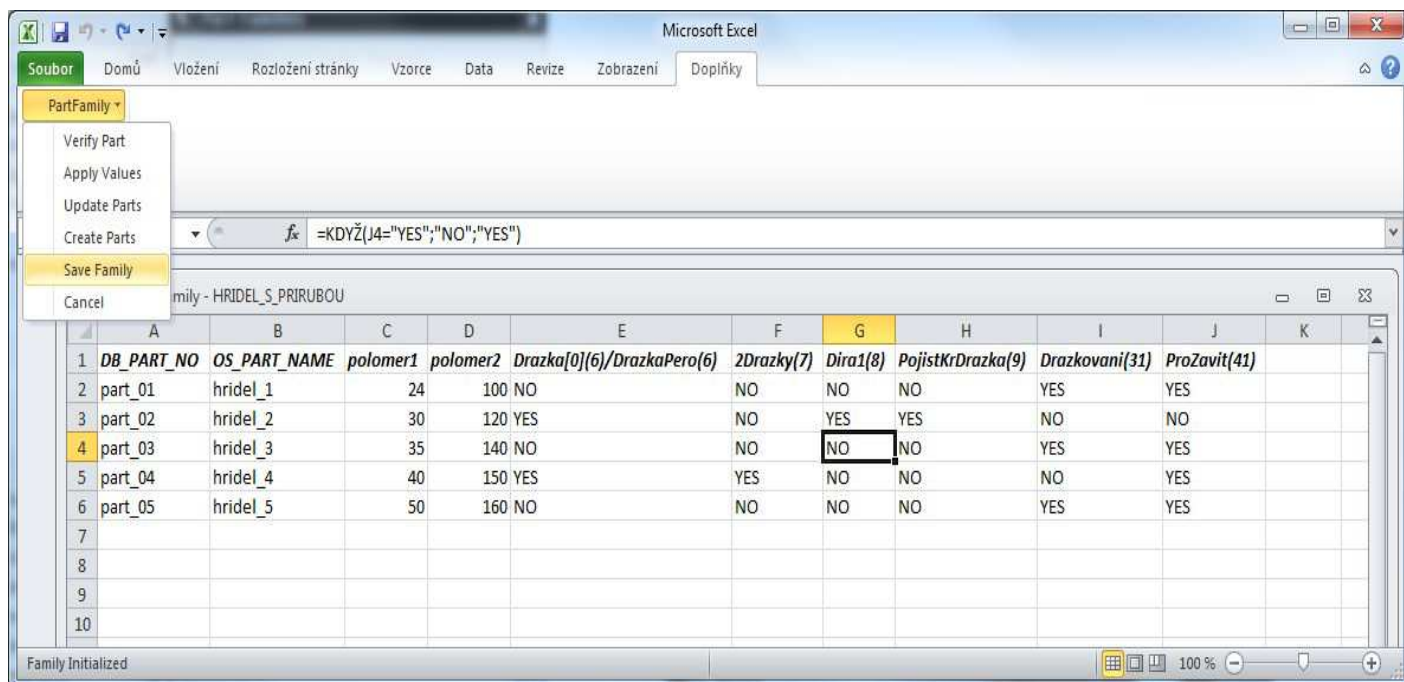 Microsoft Excel
Soubor Domů Vložení Rozložení stránky Vzorce Data Revize Zobrazení Doplňky
PartFamily
Verify Part
Apply Values
Update Parts
Create Parts
Save Family
Cancel
fx =KDYŽ(J4="YES";"NO";"YES")
mily - HRIDEL_S_PRIRUBOU
A B C D E F G H I J K
1 DB_PART_NO OS_PART_NAME polomer1 polomer2 Drazka[0](6)/DrazkaPero(6) 2Drazky(7) Dira1(8) PojistKrDrazka(9) Drazkovani(31) ProZavit(41)
2 part_01 hridel_1 24 100 NO NO NO NO YES YES
3 part_02 hridel_2 30 120 YES NO YES YES NO NO
4 part_03 hridel_3 35 140 NO NO NO NO YES YES
5 part_04 hridel_4 40 150 YES YES NO NO NO YES
6 part_05 hridel_5 50 160 NO NO NO NO YES YES
7
8
9
10
Family Initialized 100 %